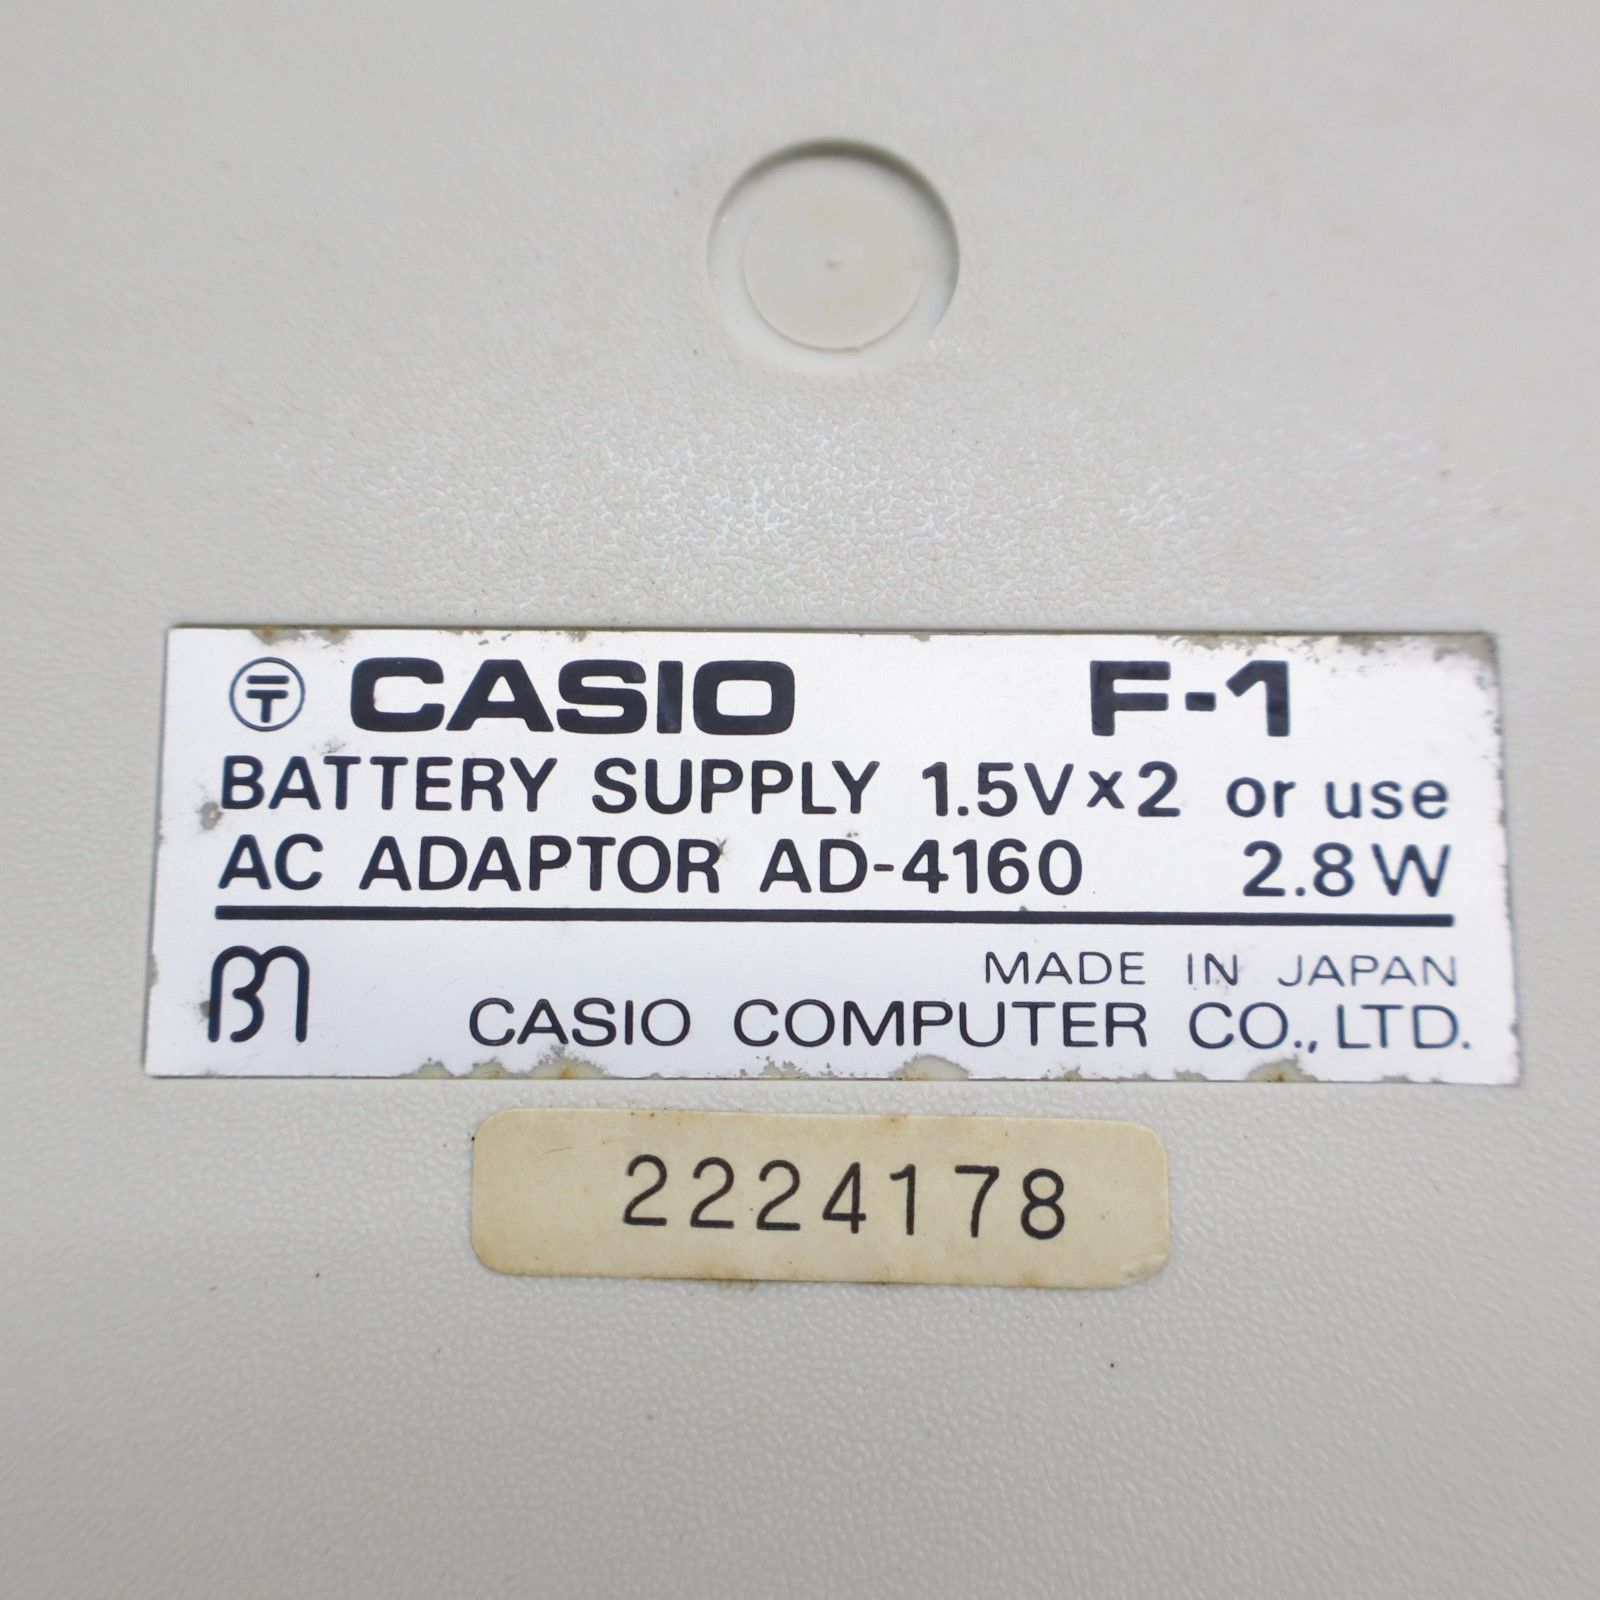 〒 CASIO F-1
BATTERY SUPPLY 1.5V×2 or use
AC ADAPTOR AD-4160 2.8W
MADE IN JAPAN
CASIO COMPUTER CO.,LTD.
2224178